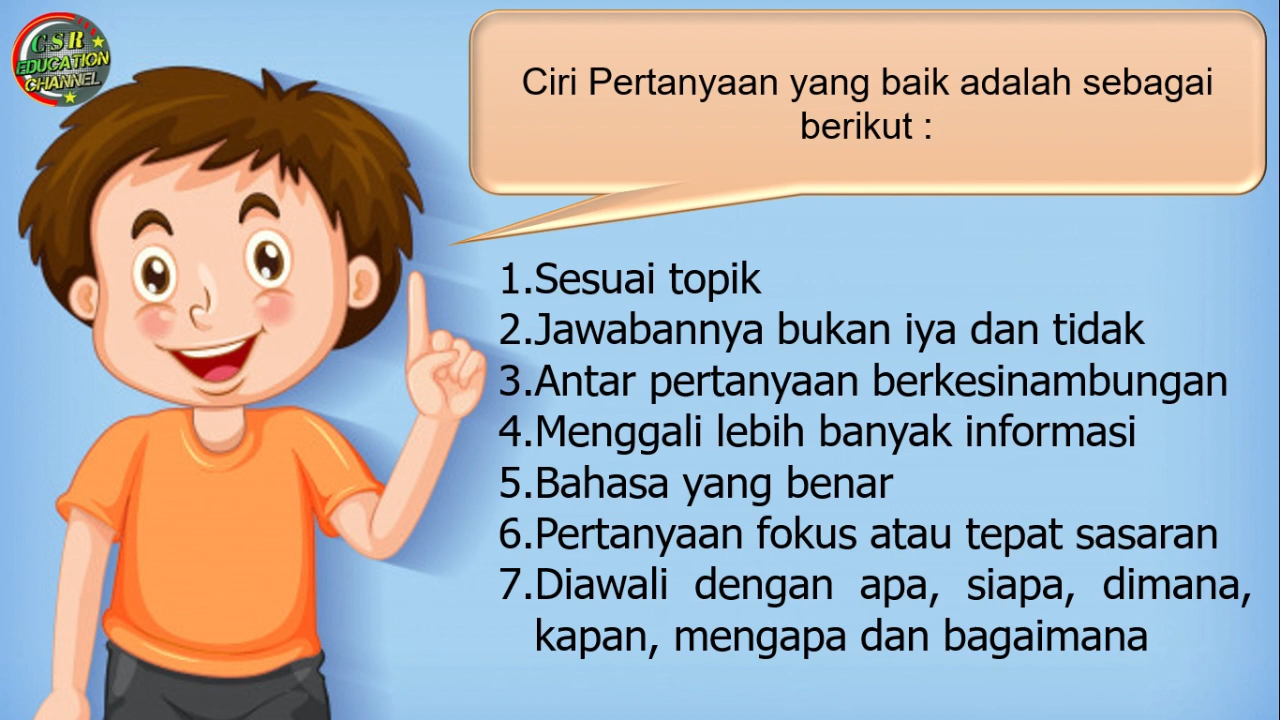 CSR
EDUCATION
CHANNEL
Ciri Pertanyaan yang baik adalah sebagai
berikut :
1.Sesuai topik
2.Jawabannya bukan iya dan tidak
3.Antar pertanyaan berkesinambungan
4.Menggali lebih banyak informasi
5.Bahasa yang benar
6.Pertanyaan fokus atau tepat sasaran
7.Diawali dengan apa, siapa, dimana,
kapan, mengapa dan bagaimana